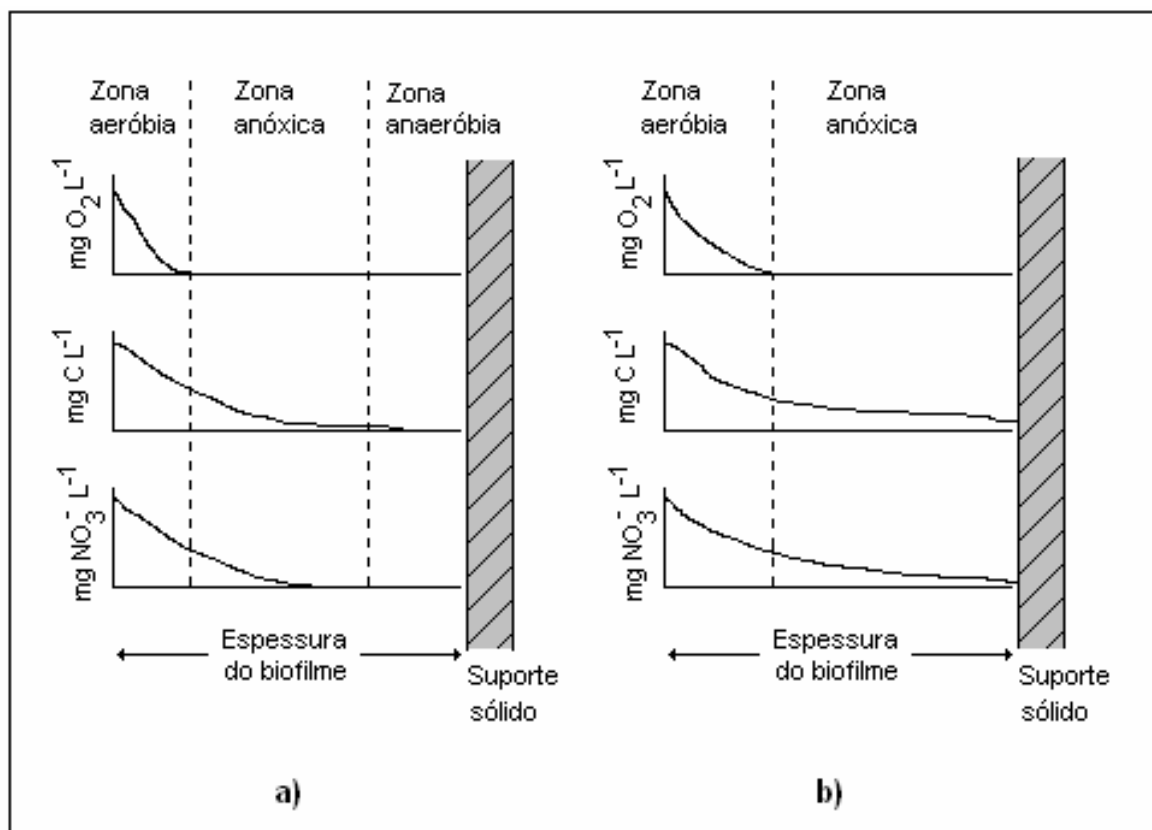 Zona
aeróbia
Zona
anóxica
Zona
anaeróbia
mg O₂ L⁻¹
mg C L⁻¹
mg NO₃⁻ L⁻¹
Espessura
do biofilme
Suporte
sólido
a)
Zona
aeróbia
Zona
anóxica
mg O₂ L⁻¹
mg C L⁻¹
mg NO₃⁻ L⁻¹
Espessura
do biofilme
Suporte
sólido
b)